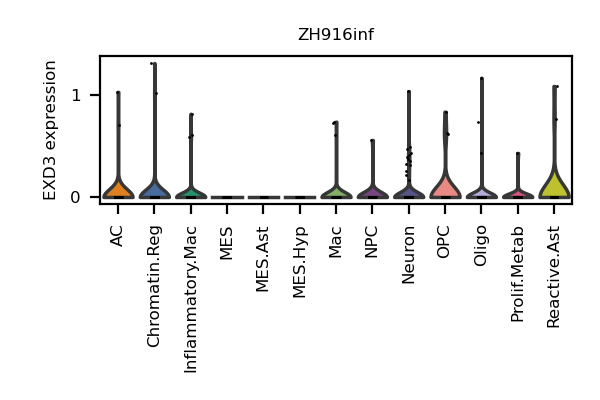 ZH916inf
EXD3 expression
1
0
AC
Chromatin.Reg
Inflammatory.Mac
MES
MES.Ast
MES.Hyp
Mac
NPC
Neuron
OPC
Oligo
Prolif.Metab
Reactive.Ast